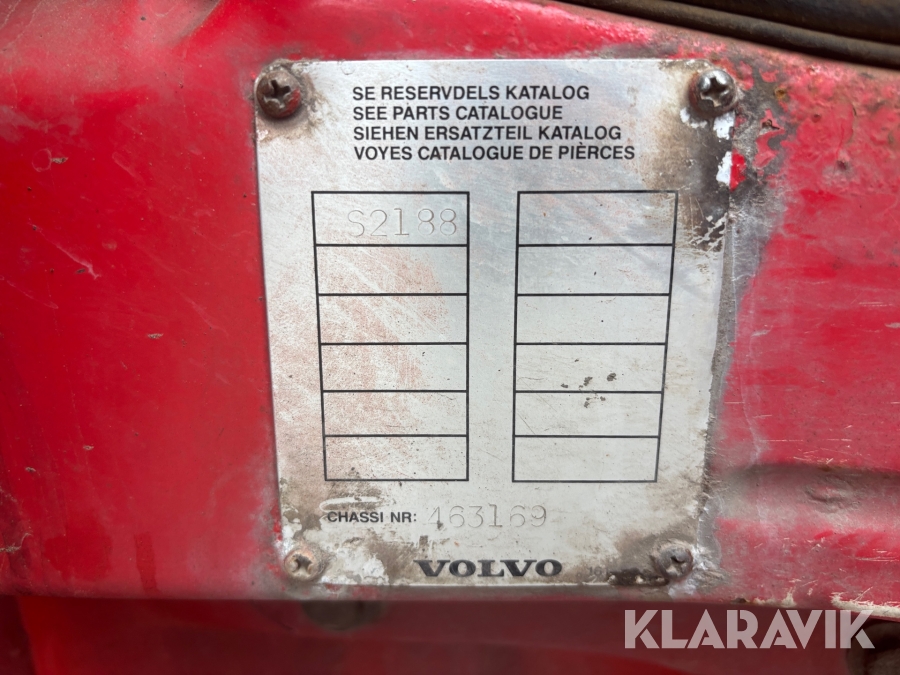 SE RESERVDELS KATALOG
SEE PARTS CATALOGUE
SIEHEN ERSATZTEIL KATALOG
VOYES CATALOGUE DE PIÈRCES
S2188
CHASSI NR: 463169
VOLVO
KLARAVIK